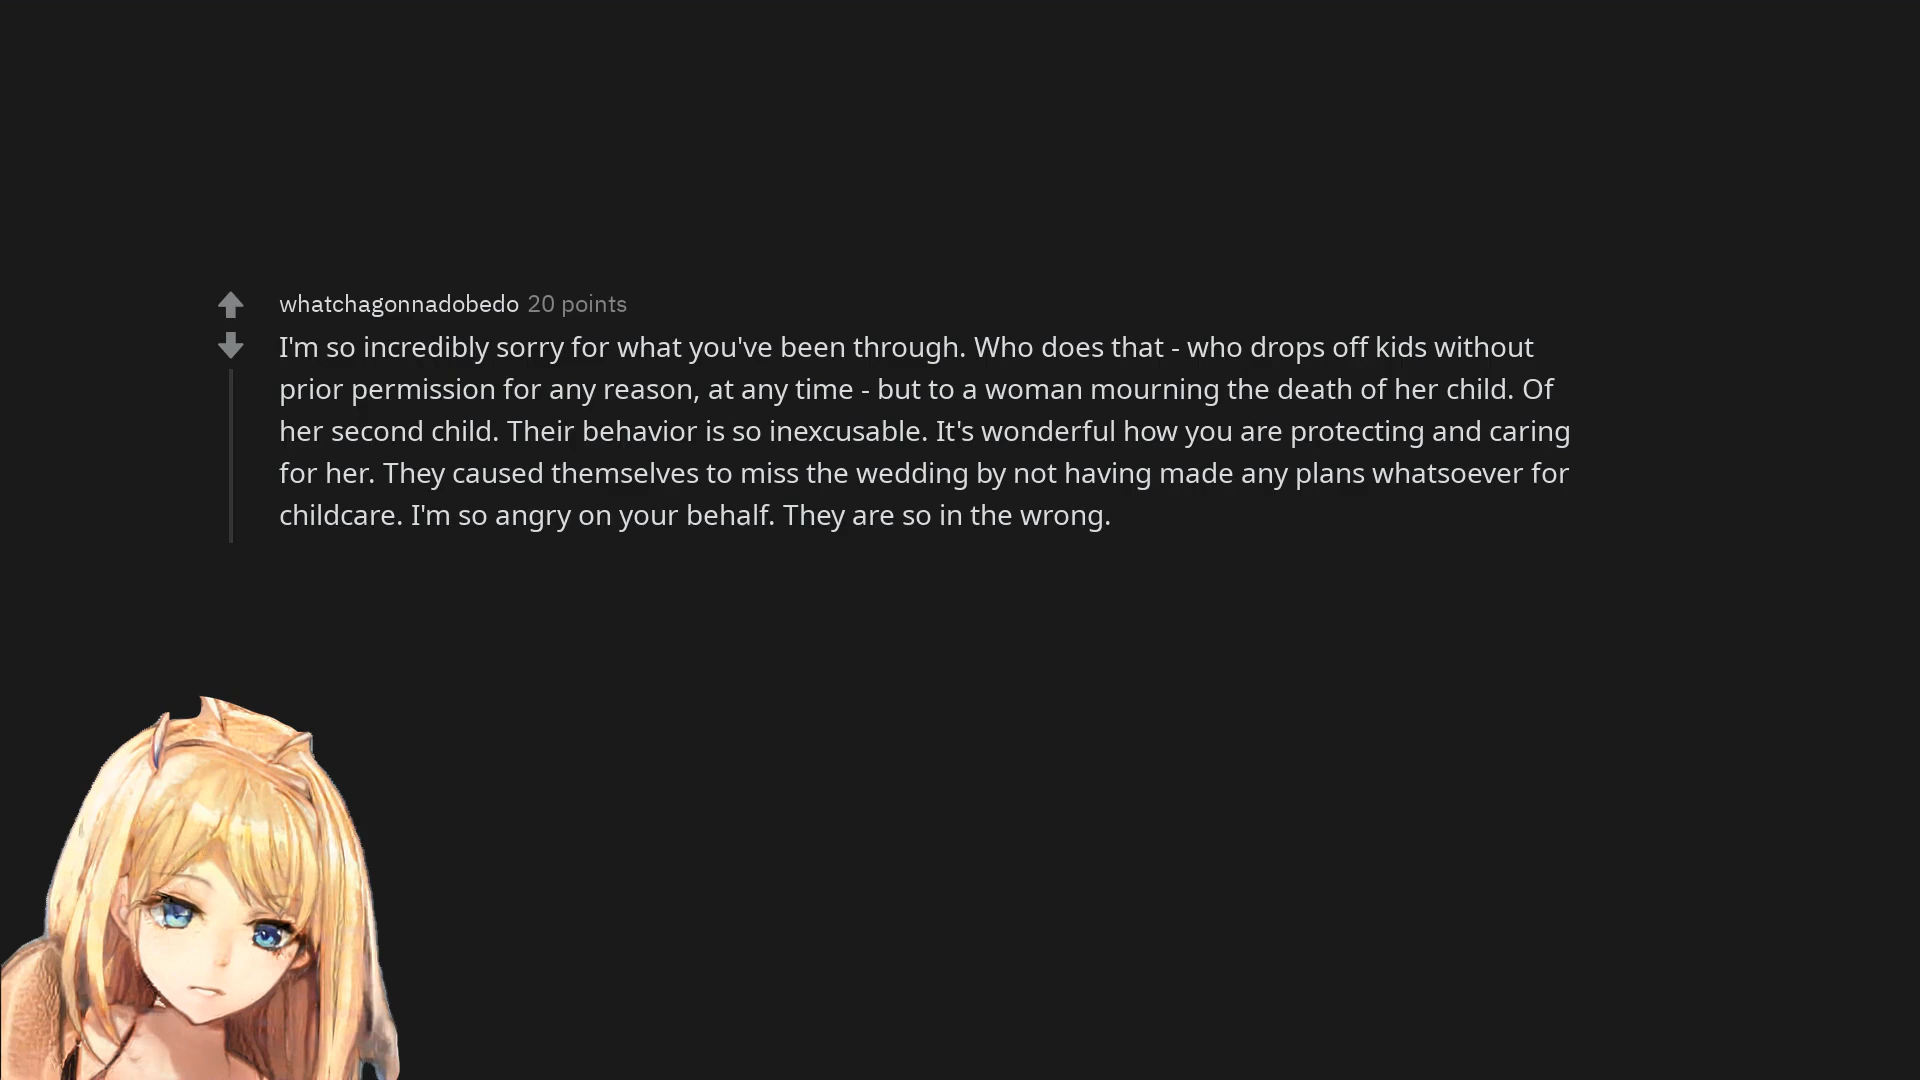 whatchagonnadobedo 20 points
I'm so incredibly sorry for what you've been through. Who does that - who drops off kids without
prior permission for any reason, at any time - but to a woman mourning the death of her child. Of
her second child. Their behavior is so inexcusable. It's wonderful how you are protecting and caring
for her. They caused themselves to miss the wedding by not having made any plans whatsoever for
childcare. I'm so angry on your behalf. They are so in the wrong.